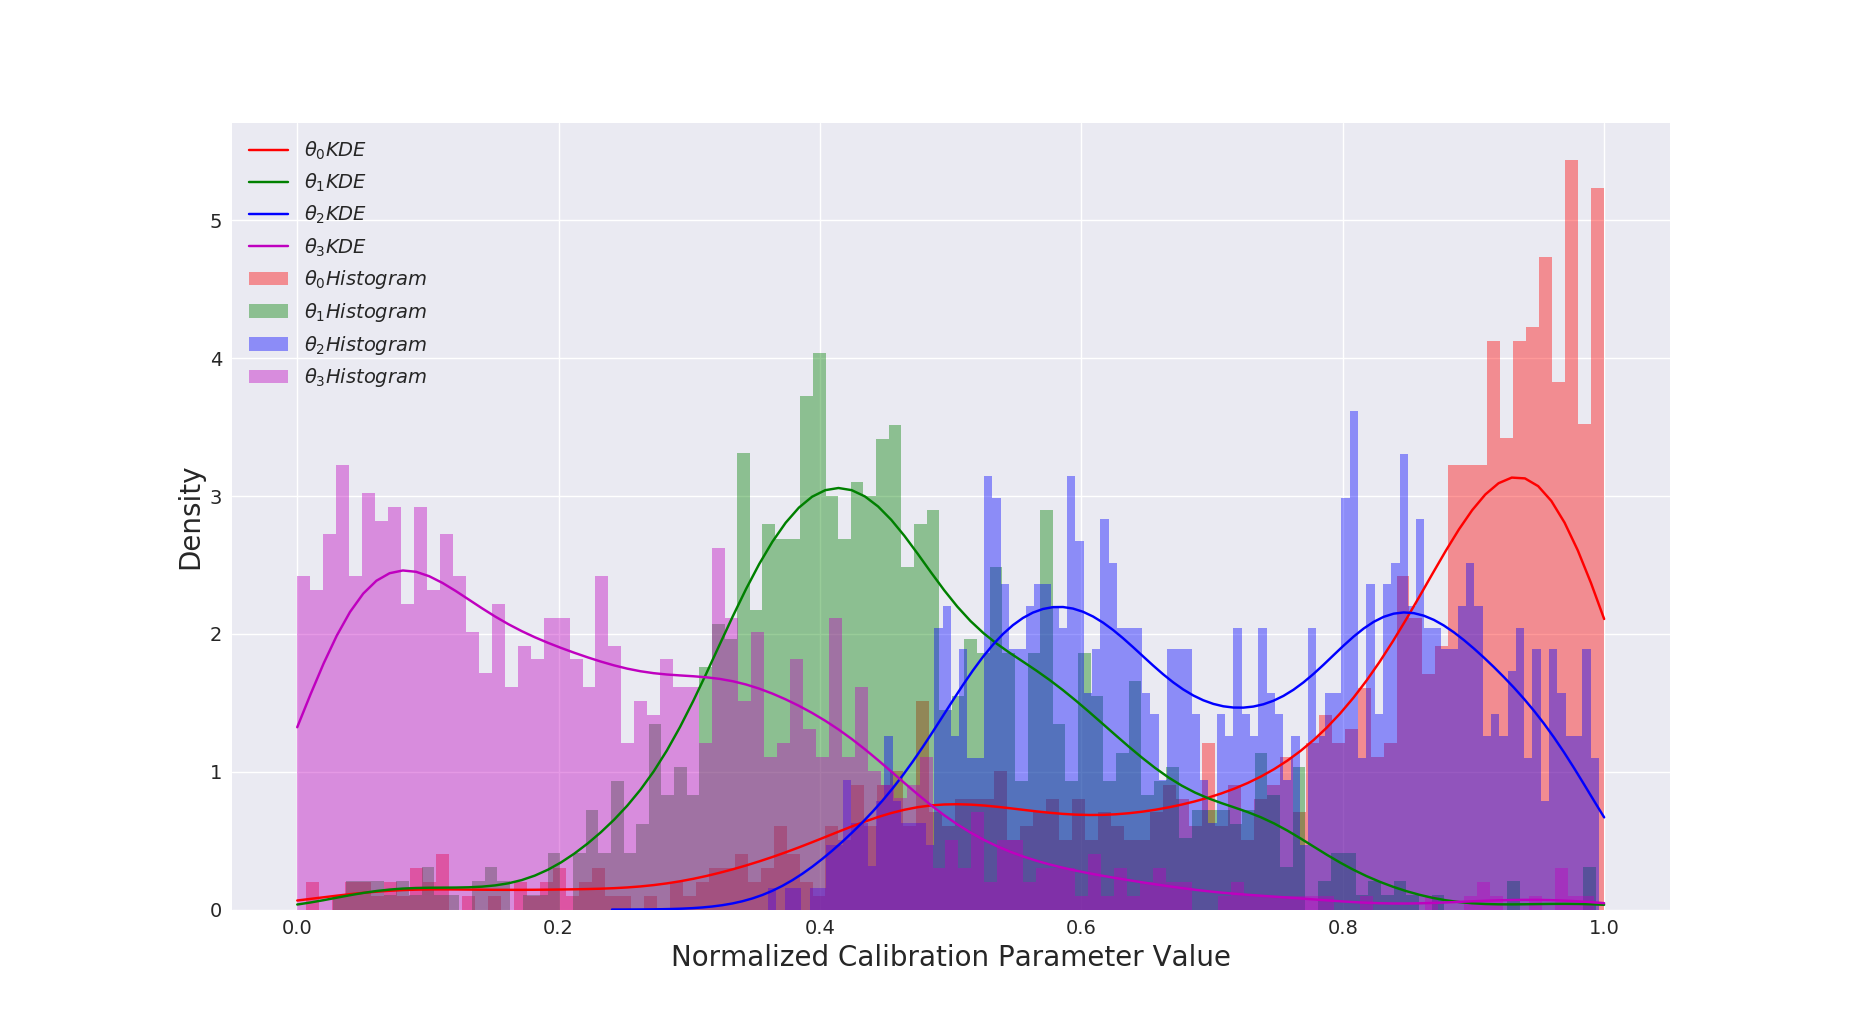 θ₀KDE
θ₁KDE
θ₂KDE
θ₃KDE
θ₀Histogram
θ₁Histogram
θ₂Histogram
θ₃Histogram
5
4
3
2
1
0
Density
0.0 0.2 0.4 0.6 0.8 1.0
Normalized Calibration Parameter Value